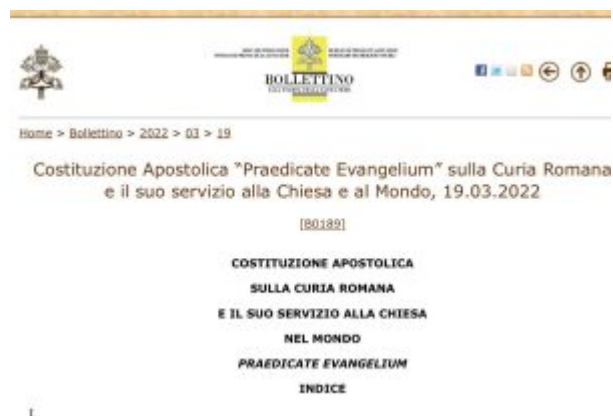 BOLLETTINO
Home > Bollettino > 2022 > 03 > 19
Costituzione Apostolica "Praedicate Evangelium" sulla Curia Romana
e il suo servizio alla Chiesa e al Mondo, 19.03.2022
[B0189]
COSTITUZIONE APOSTOLICA
SULLA CURIA ROMANA
E IL SUO SERVIZIO ALLA CHIESA
NEL MONDO
PRAEDICATE EVANGELIUM
INDICE
I